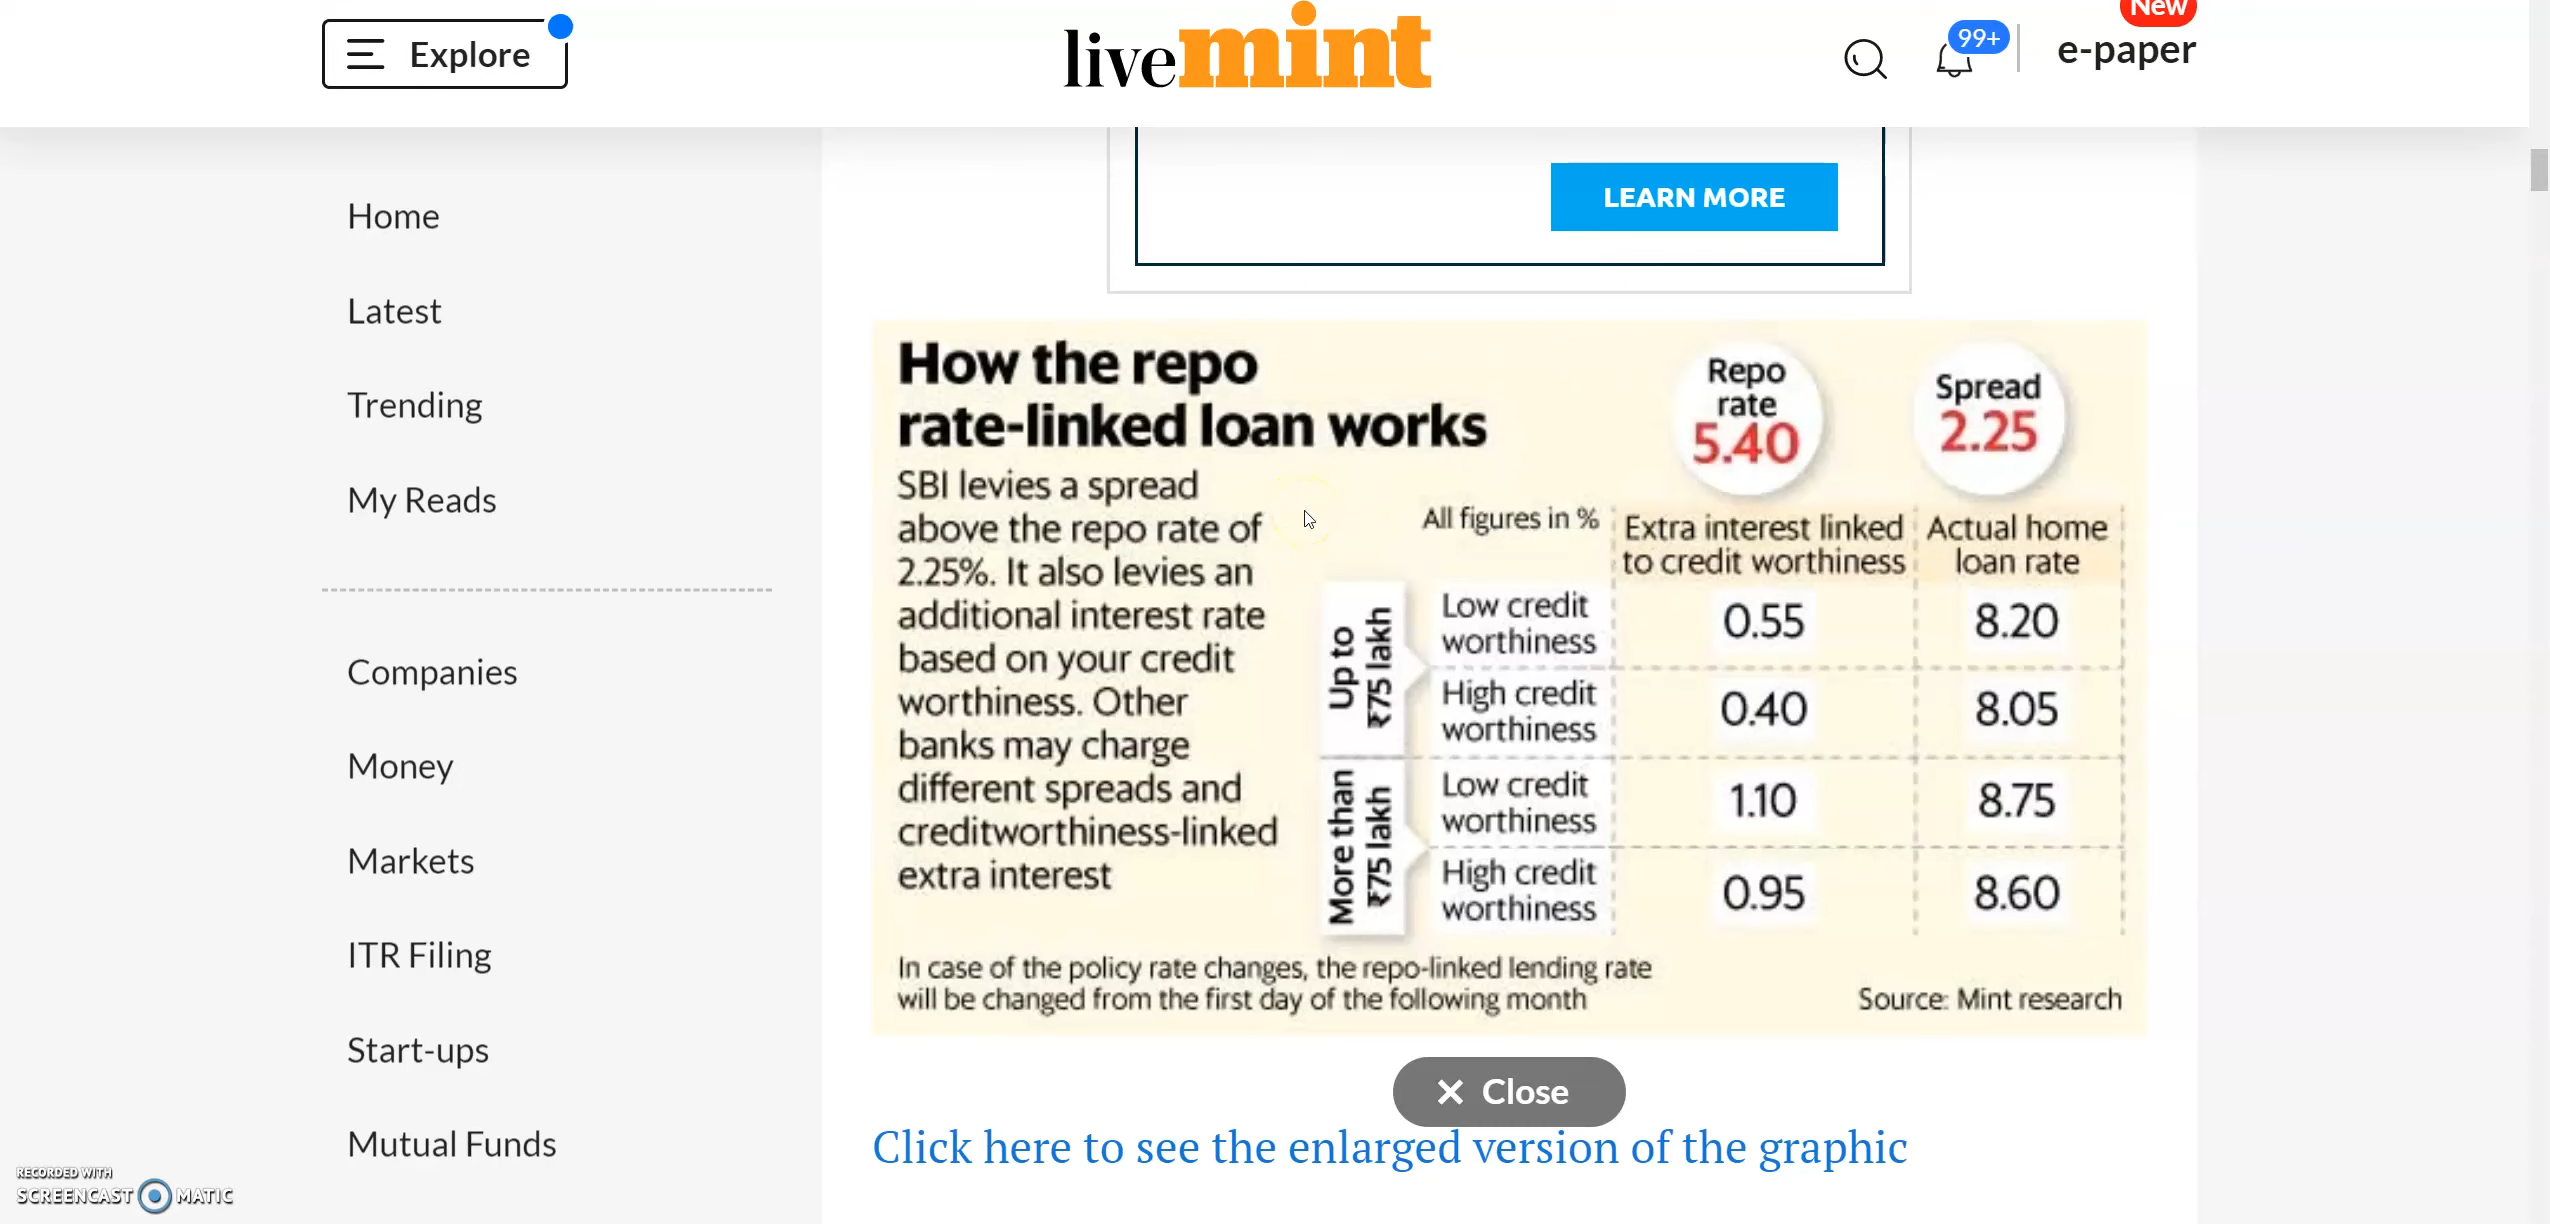 Explore
livemint
99+
New
e-paper
Home
Latest
Trending
My Reads
Companies
Money
Markets
ITR Filing
Start-ups
Mutual Funds
LEARN MORE
How the repo
rate-linked loan works
SBI levies a spread
above the repo rate of
2.25%. It also levies an
additional interest rate
based on your credit
worthiness. Other
banks may charge
different spreads and
creditworthiness-linked
extra interest
Repo
rate
5.40
Spread
2.25
All figures in %
Extra interest linked
to credit worthiness
Actual home
loan rate
Up to
₹75 lakh
Low credit
worthiness
0.55
8.20
High credit
worthiness
0.40
8.05
More than
₹75 lakh
Low credit
worthiness
1.10
8.75
High credit
worthiness
0.95
8.60
In case of the policy rate changes, the repo-linked lending rate
will be changed from the first day of the following month
Source: Mint research
Close
Click here to see the enlarged version of the graphic
RECORDED WITH
SCREENCAST MATIC